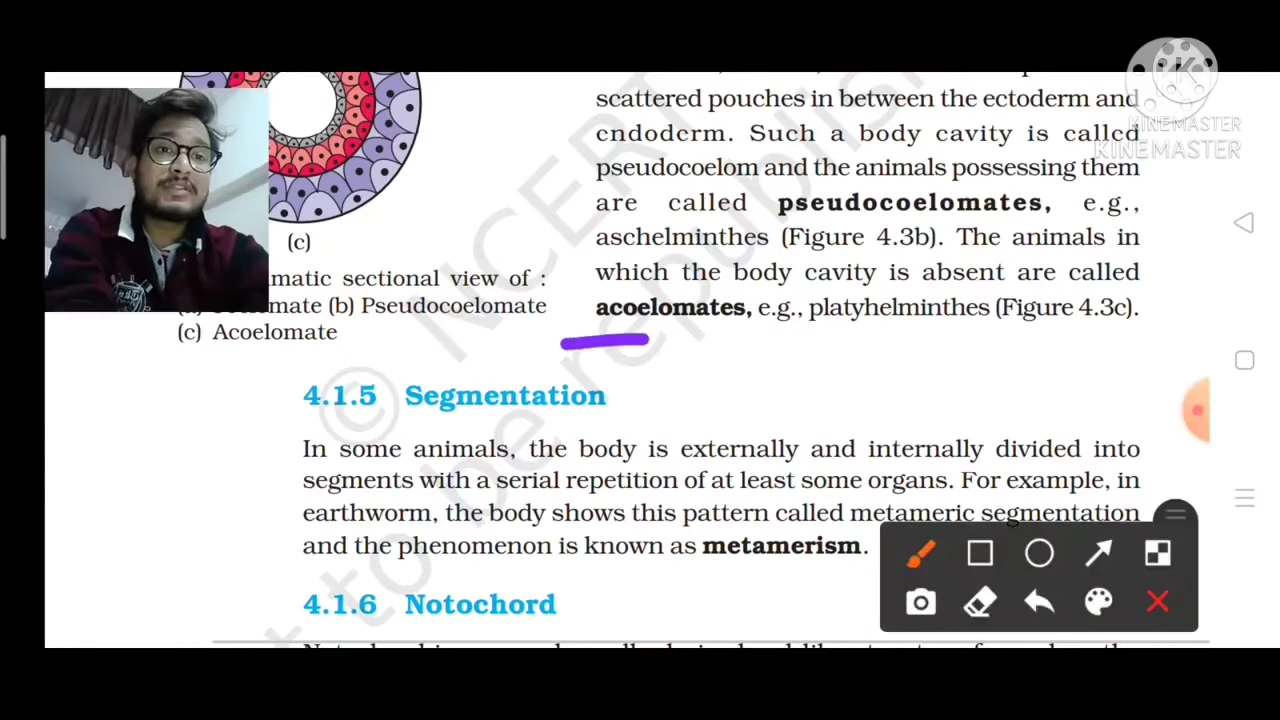 scattered pouches in between the ectoderm and
endoderm. Such a body cavity is called
pseudocoelom and the animals possessing them
are called pseudocoelomates, e.g.,
aschelminthes (Figure 4.3b). The animals in
which the body cavity is absent are called
acoelomates, e.g., platyhelminthes (Figure 4.3c).
(c)
sectional view of :
(b) Pseudocoelomate
(c) Acoelomate
4.1.5 Segmentation
In some animals, the body is externally and internally divided into
segments with a serial repetition of at least some organs. For example, in
earthworm, the body shows this pattern called metameric segmentation
and the phenomenon is known as metamerism.
4.1.6 Notochord
© NCERT
to be republish
K
KINEMASTER
KINEMASTER